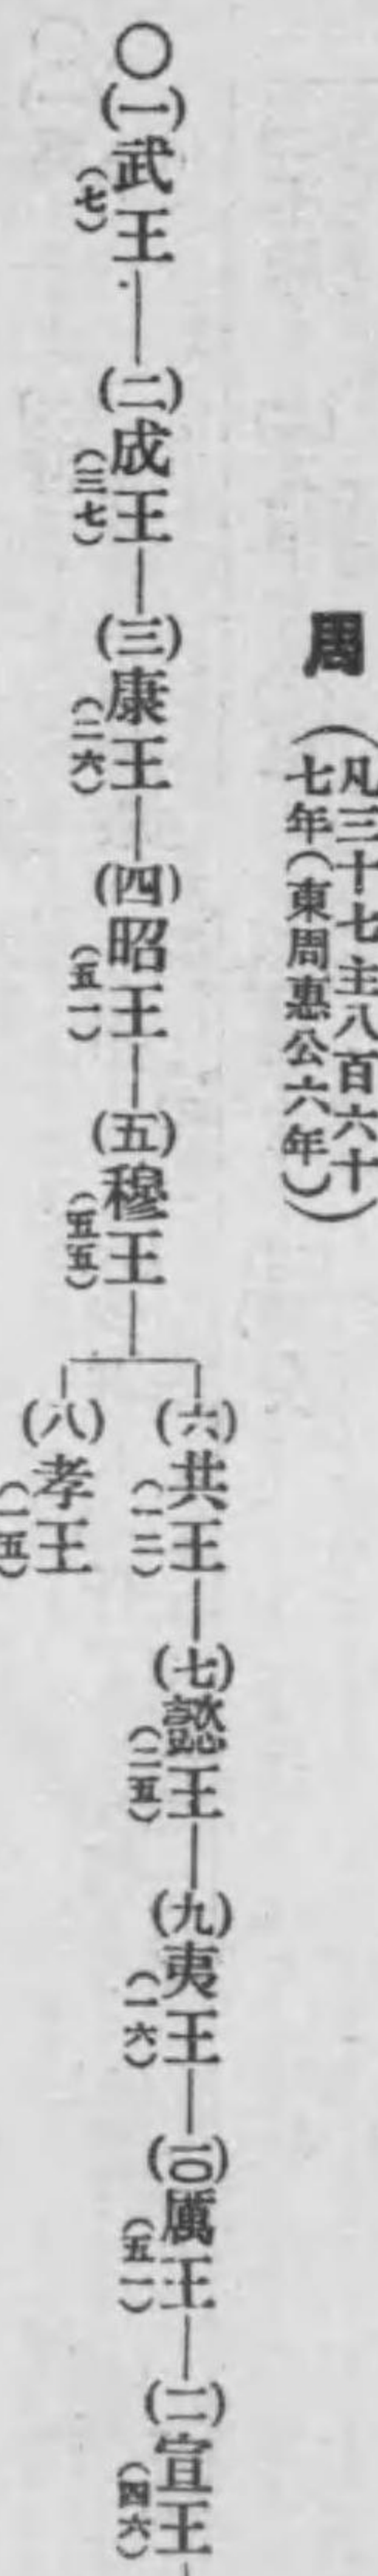 周
(凡三十七主八百六十
七年(東周惠公六年))
○(一)武王(七)―(二)成王(三七)―(三)康王(二六)―(四)昭王(五一)―(五)穆王(五五)
(六)共王(一二)―(七)懿王(二五)―(九)夷王(一六)―(一〇)厲王(五一)―(一一)宣王(四六)
(八)孝王(一五)